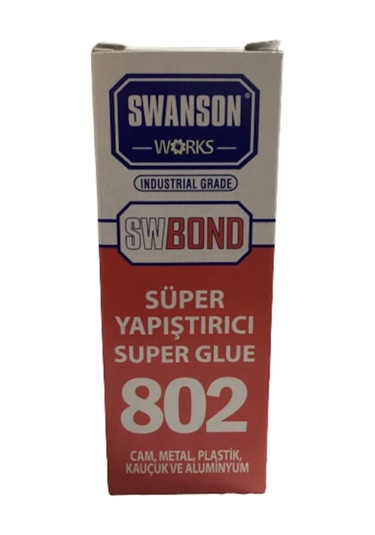 SWANSON®
WORKS
INDUSTRIAL GRADE
SWBOND
SÜPER
YAPIŞTIRICI
SUPER GLUE
802
CAM, METAL, PLASTİK,
KAUÇUK VE ALUMİNYUM